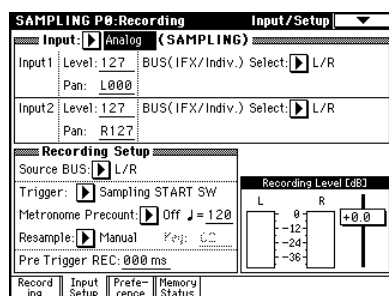 SAMPLING P0:Recording Input/Setup
Input: Analog (SAMPLING)
Input1 Level: 127 BUS(IFX/Indiv.) Select: L/R
Pan: L000
Input2 Level: 127 BUS(IFX/Indiv.) Select: L/R
Pan: R127
Recording Setup
Source BUS: L/R
Trigger: Sampling START SW
Metronome Precount: Off ♩=120
Resample: Manual Key: C2
Pre Trigger REC: 000 ms
Recording Level [dB]
L R
0 +0.0
-12
-24
-36
Record ing Input Setup Prefe- rence Memory Status